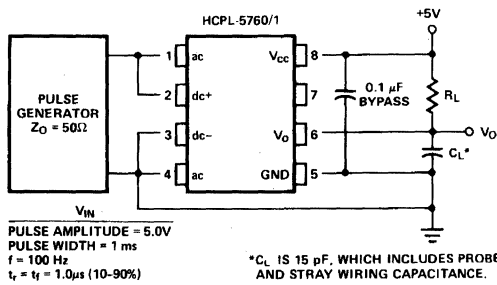 HCPL-5760/1
+5V
PULSE
GENERATOR
Z_O = 50Ω
1 ac
2 dc+
3 dc−
4 ac
V_CC 8
7
V_O 6
GND 5
0.1 μF
BYPASS
R_L
V_O
C_L*
V_IN
PULSE AMPLITUDE = 5.0V
PULSE WIDTH = 1 ms
f = 100 Hz
t_r = t_f = 1.0μs (10-90%)
*C_L IS 15 pF, WHICH INCLUDES PROBE
AND STRAY WIRING CAPACITANCE.